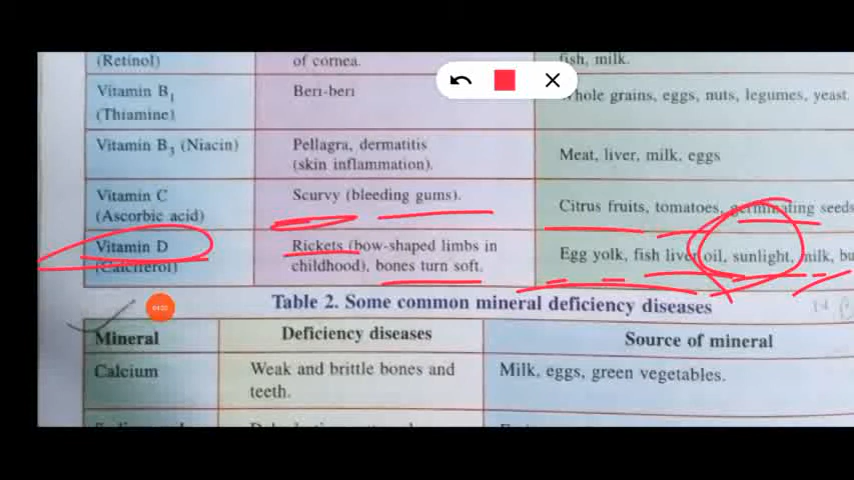 (Retinol)
of cornea.
fish, milk.
Vitamin B1
(Thiamine)
Beri-beri
Whole grains, eggs, nuts, legumes, yeast.
Vitamin B3 (Niacin)
Pellagra, dermatitis
(skin inflammation).
Meat, liver, milk, eggs
Vitamin C
(Ascorbic acid)
Scurvy (bleeding gums).
Citrus fruits, tomatoes, germinating seeds
Vitamin D
(Calciferol)
Rickets (bow-shaped limbs in
childhood), bones turn soft.
Egg yolk, fish liver oil, sunlight, milk, bu
Table 2. Some common mineral deficiency diseases
Mineral
Deficiency diseases
Source of mineral
Calcium
Weak and brittle bones and
teeth.
Milk, eggs, green vegetables.